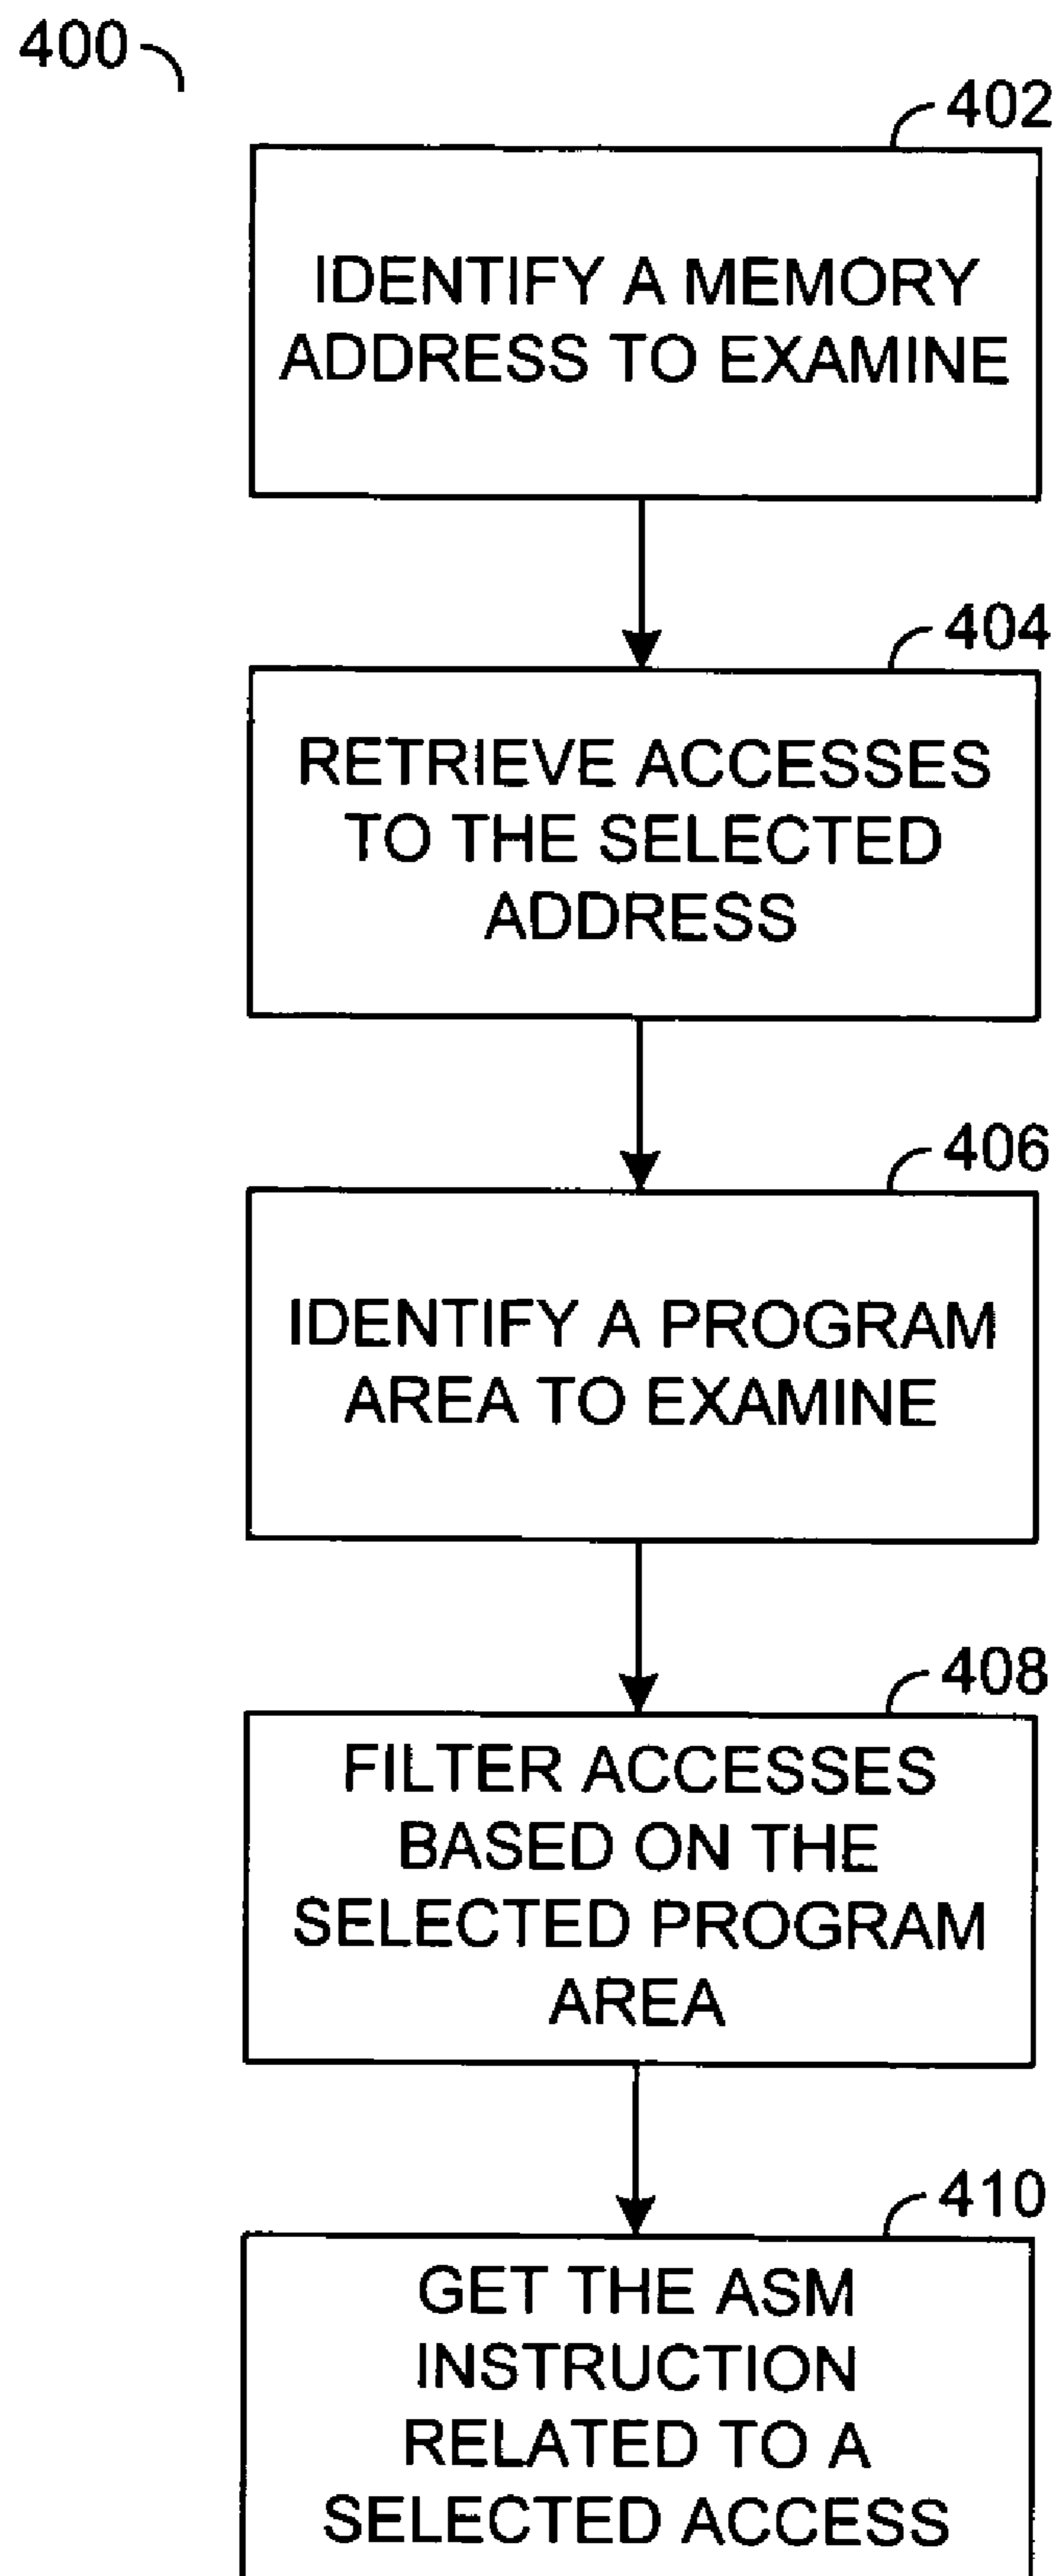 400
402
IDENTIFY A MEMORY
ADDRESS TO EXAMINE
404
RETRIEVE ACCESSES
TO THE SELECTED
ADDRESS
406
IDENTIFY A PROGRAM
AREA TO EXAMINE
408
FILTER ACCESSES
BASED ON THE
SELECTED PROGRAM
AREA
410
GET THE ASM
INSTRUCTION
RELATED TO A
SELECTED ACCESS